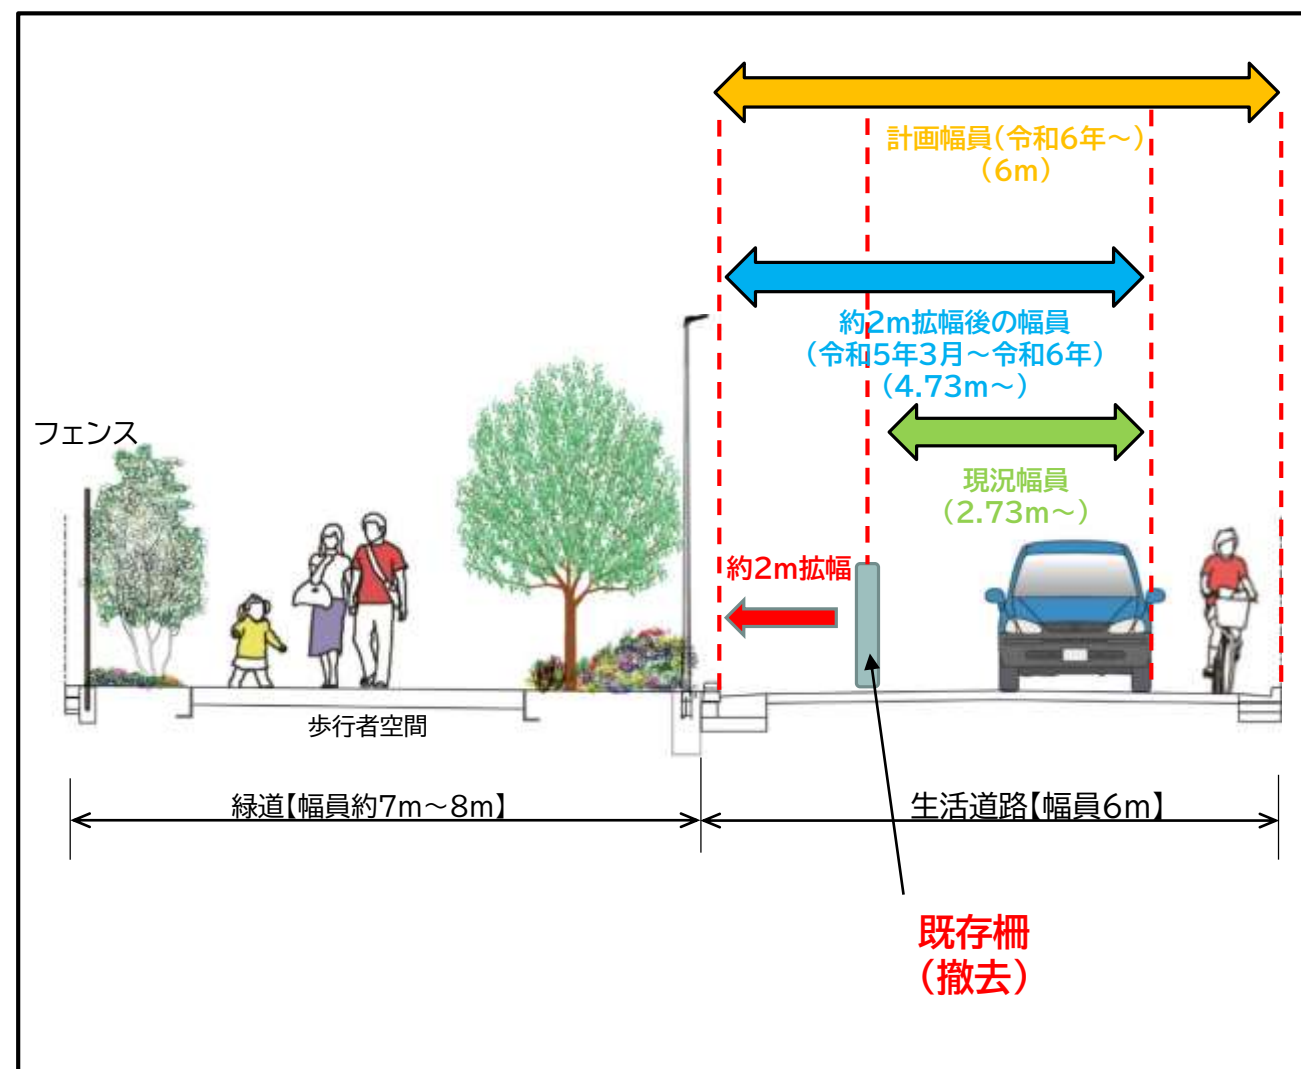 計画幅員(令和6年～)
(6m)
約2m拡幅後の幅員
(令和5年3月～令和6年)
(4.73m～)
フェンス
現況幅員
(2.73m～)
約2m拡幅
歩行者空間
緑道【幅員約7m～8m】
生活道路【幅員6m】
既存柵
(撤去)